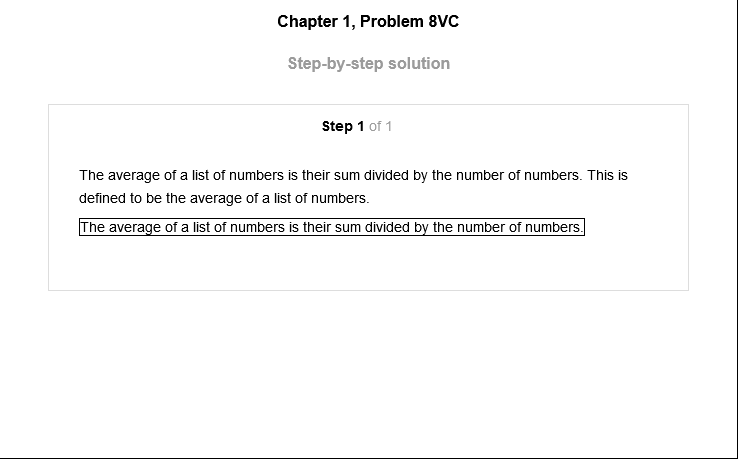 Chapter 1, Problem 8VC
Step-by-step solution
Step 1 of 1
The average of a list of numbers is their sum divided by the number of numbers. This is
defined to be the average of a list of numbers.
The average of a list of numbers is their sum divided by the number of numbers.